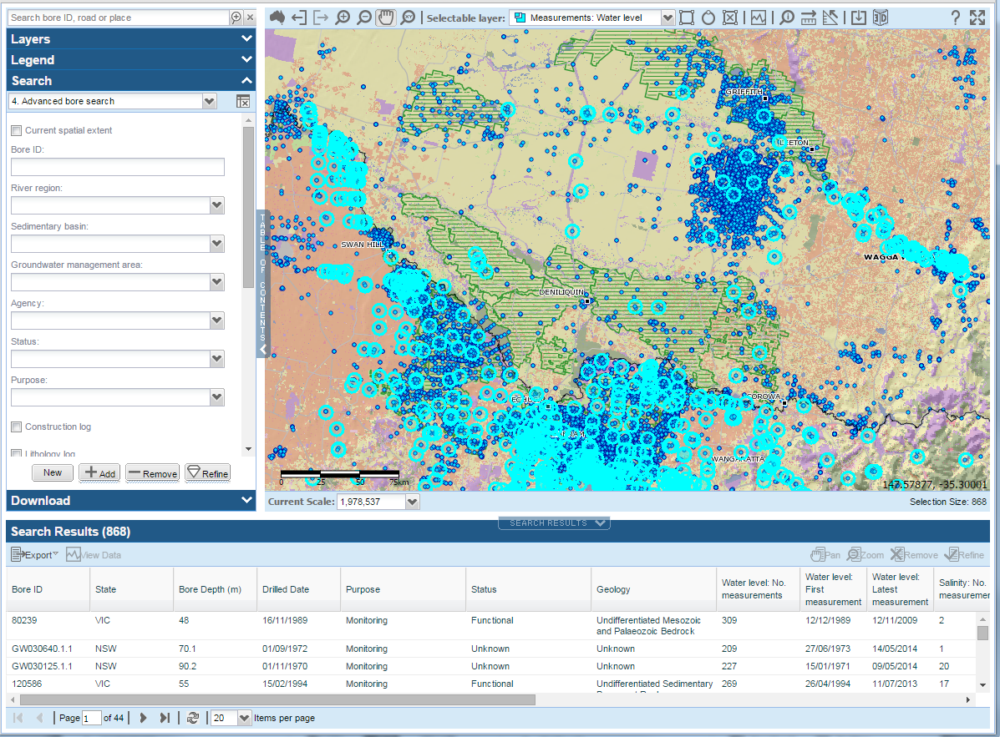 Search bore ID, road or place
Selectable layer: Measurements: Water level
XY
3D
?
Layers
Legend
Search
4. Advanced bore search
Current spatial extent
Bore ID:
River region:
Sedimentary basin:
Groundwater management area:
Agency:
Status:
Purpose:
Construction log
Lithology log
New Add Remove Refine
Download
TABLE OF CONTENTS
GRIFFITH
SWAN HILL
DENILIQUIN
0 25 50 75km
147.57877, -35.30001
Current Scale: 1,978,537
Selection Size: 868
SEARCH RESULTS
Search Results (868)
Export View Data Pan Zoom Remove Refine
Bore ID State Bore Depth (m) Drilled Date Purpose Status Geology Water level: No. measurements Water level: First measurement Water level: Latest measurement Salinity: No.
80239 VIC 48 16/11/1989 Monitoring Functional Undifferentiated Mesozoic and Palaeozoic Bedrock 309 12/12/1989 12/11/2009 2
GW030640.1.1 NSW 70.1 01/09/1972 Monitoring Unknown Unknown 209 27/06/1973 14/05/2014 1
GW030125.1.1 NSW 90.2 01/11/1970 Monitoring Unknown Unknown 227 15/01/1971 09/05/2014 20
120586 VIC 55 15/02/1994 Monitoring Functional Undifferentiated Sedimentary 269 26/04/1994 11/07/2013 17
Page 1 of 44 20 Items per page